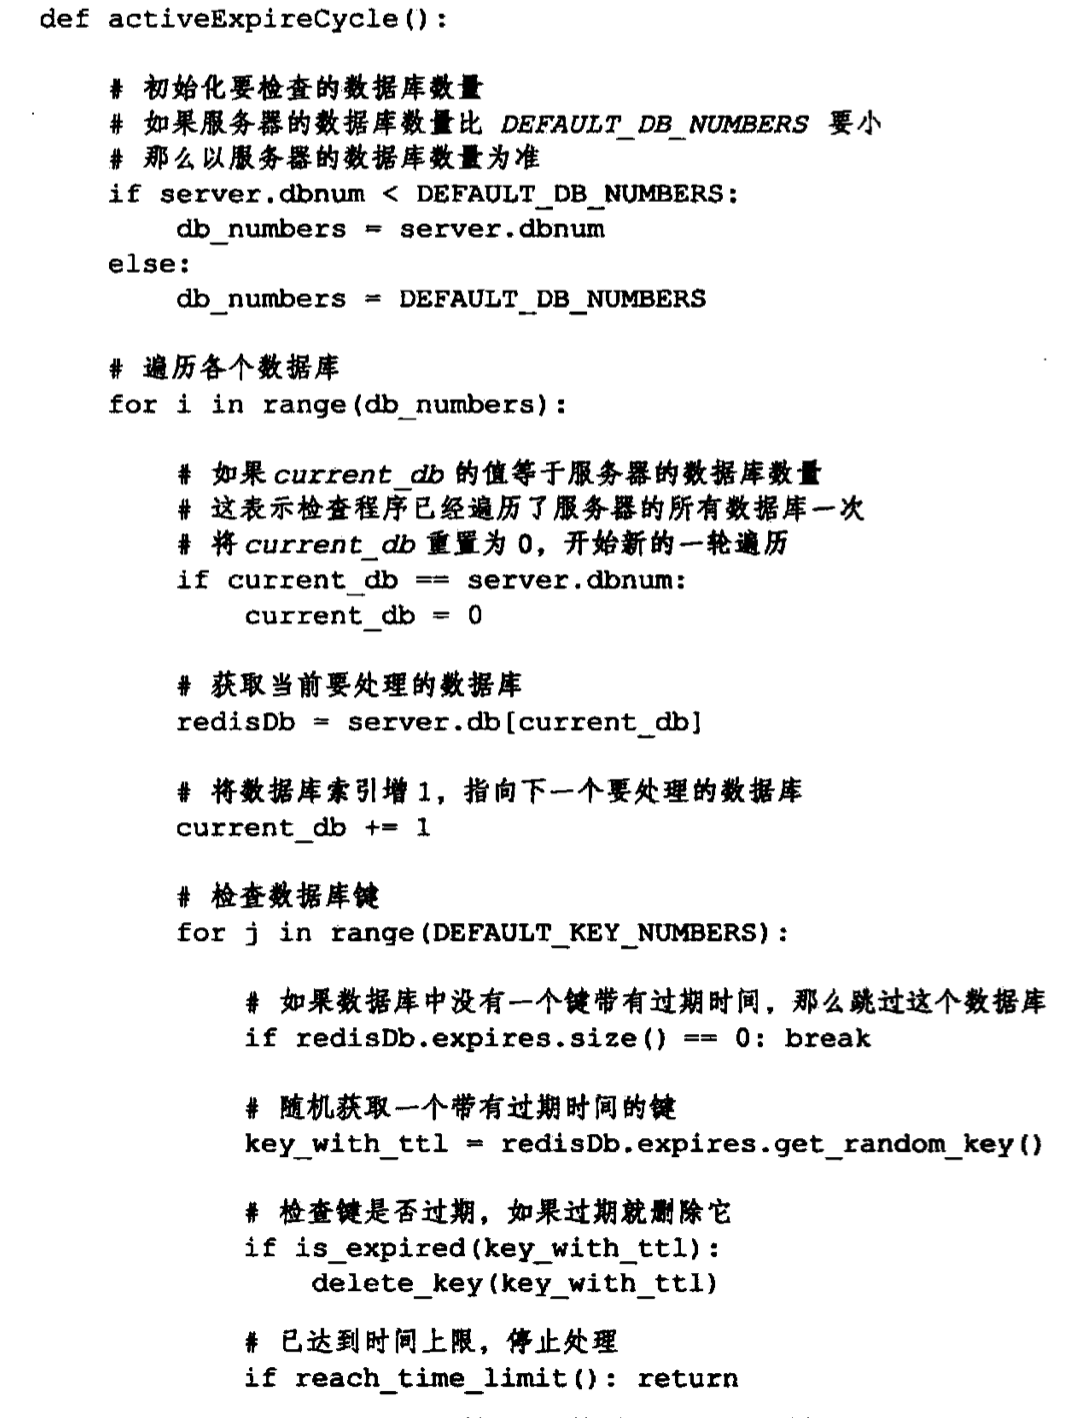 def activeExpireCycle():
# 初始化要检查的数据库数量
# 如果服务器的数据库数量比 DEFAULT_DB_NUMBERS 要小
# 那么以服务器的数据库数量为准
if server.dbnum < DEFAULT_DB_NUMBERS:
db_numbers = server.dbnum
else:
db_numbers = DEFAULT_DB_NUMBERS
# 遍历各个数据库
for i in range(db_numbers):
# 如果 current_db 的值等于服务器的数据库数量
# 这表示检查程序已经遍历了服务器的所有数据库一次
# 将 current_db 重置为 0，开始新的一轮遍历
if current_db == server.dbnum:
current_db = 0
# 获取当前要处理的数据库
redisDb = server.db[current_db]
# 将数据库索引增 1，指向下一个要处理的数据库
current_db += 1
# 检查数据库键
for j in range(DEFAULT_KEY_NUMBERS):
# 如果数据库中没有一个键带有过期时间，那么跳过这个数据库
if redisDb.expires.size() == 0: break
# 随机获取一个带有过期时间的键
key_with_ttl = redisDb.expires.get_random_key()
# 检查键是否过期，如果过期就删除它
if is_expired(key_with_ttl):
delete_key(key_with_ttl)
# 已达到时间上限，停止处理
if reach_time_limit(): return